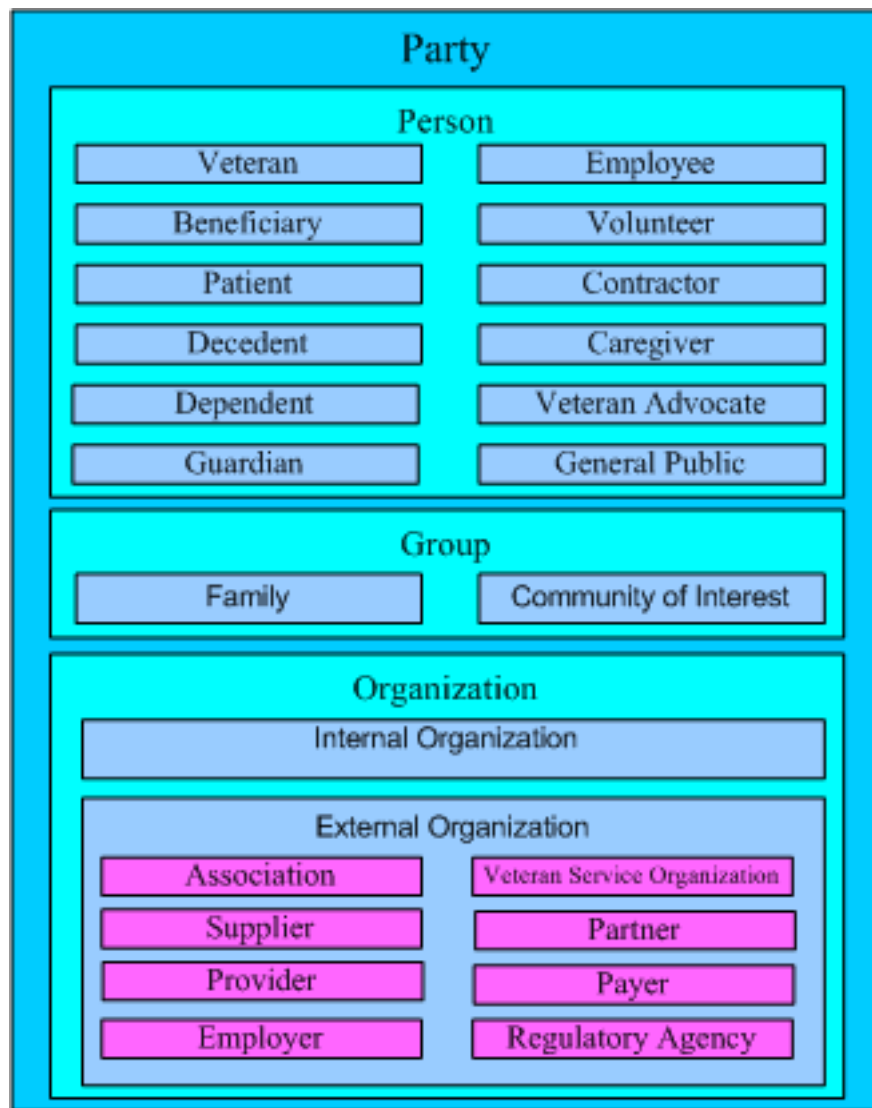 Party
Person
Veteran
Employee
Beneficiary
Volunteer
Patient
Contractor
Decedent
Caregiver
Dependent
Veteran Advocate
Guardian
General Public
Group
Family
Community of Interest
Organization
Internal Organization
External Organization
Association
Veteran Service Organization
Supplier
Partner
Provider
Payer
Employer
Regulatory Agency